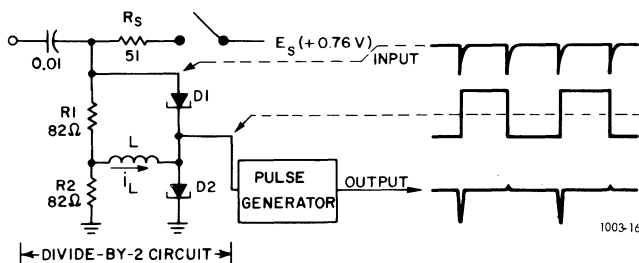 R_S
E_S (+ 0.76 V)
INPUT
0.01
51
D1
R1
82Ω
L
i_L
R2
82Ω
D2
PULSE
GENERATOR
OUTPUT
1003-16
DIVIDE-BY-2 CIRCUIT